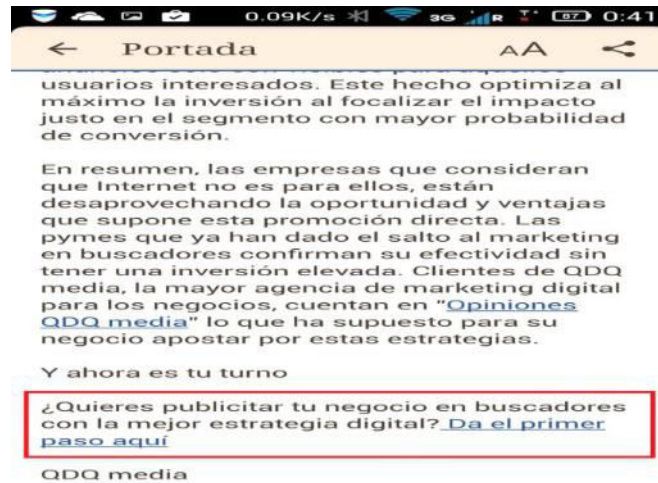 0.09K/s 3G R 87 0:41
← Portada AA
usuarios interesados. Este hecho optimiza al
máximo la inversión al focalizar el impacto
justo en el segmento con mayor probabilidad
de conversión.
En resumen, las empresas que consideran
que Internet no es para ellos, están
desaprovechando la oportunidad y ventajas
que supone esta promoción directa. Las
pymes que ya han dado el salto al marketing
en buscadores confirman su efectividad sin
tener una inversión elevada. Clientes de QDQ
media, la mayor agencia de marketing digital
para los negocios, cuentan en "Opiniones
QDQ media" lo que ha supuesto para su
negocio apostar por estas estrategias.
Y ahora es tu turno
¿Quieres publicitar tu negocio en buscadores
con la mejor estrategia digital? Da el primer
paso aquí
QDQ media